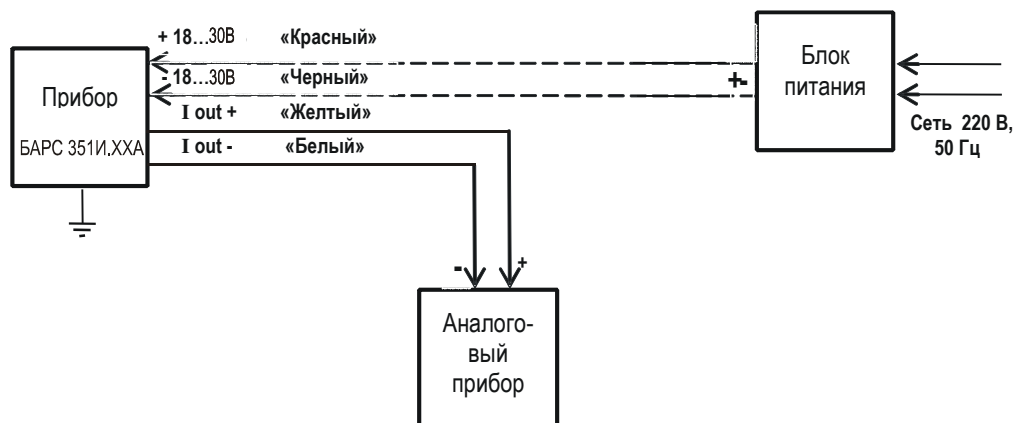 + 18...30В «Красный»
- 18...30В «Черный»
I out + «Желтый»
I out - «Белый»
Прибор
БАРС 351И.ХХА
+-
Блок
питания
Сеть 220 В,
50 Гц
- +
Аналого-
вый
прибор